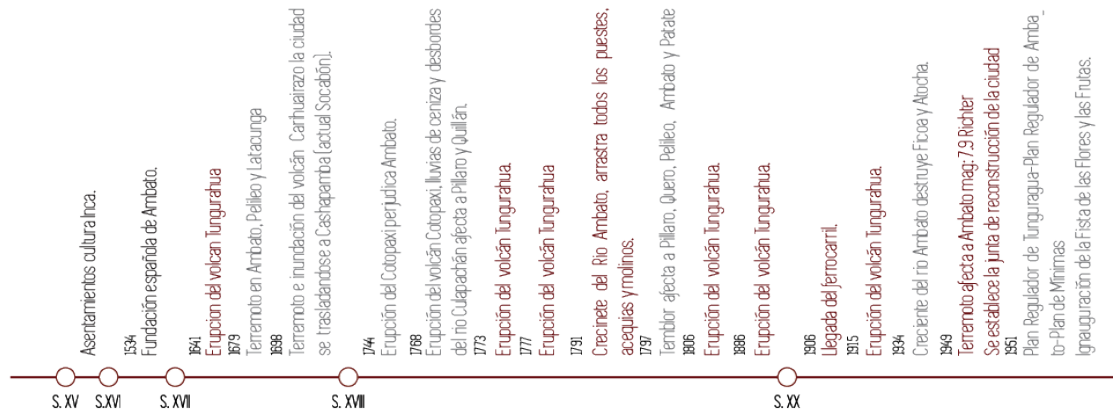 Asentamientos cultura Inca.
1534
Fundación española de Ambato.
1641
Erupcion del volcan Tungurahua
1679
Terremoto en Ambato, Pelileo y Latacunga
1698
Terremoto e inundación del volcán Carihuairazo la ciudad
se trasladandose a Cashapamba (actual Socabón).
1744
Erupción del Cotopaxi perjudica Ambato.
1768
Erupción del volcán Cotopaxi, lluvias de ceniza y desbordes
del río Culapachán afecta a Pillaro y Quillán.
1773
Erupción del volcán Tungurahua.
1777
Erupción del volcán Tungurahua.
1791
Crecinete del Rio Ambato, arrastra todos los puestes,
acequias y molinos.
1797
Temblor afecta a Pillaro, Quero, Pelileo, Ambato y Patate
1806
Erupción del volcán Tungurahua.
1886
Erupción del volcán Tungurahua.
1906
Llegada del ferrocarril.
1915
Erupción del volcán Tungurahua.
1934
Creciente del río Ambato destruye Ficoa y Atocha.
1949
Terremoto afecta a Ambato mag: 7.9 Richter
Se establece la junta de reconstrucción de la ciudad
1951
Plan Regulador de Tunguragua-Plan Regulador de Amba_
to-Plan de Mínimas
Ignauguración de la Fista de las Flores y las Frutas.
S. XV
S.XVI
S. XVII
S. XVIII
S. XX